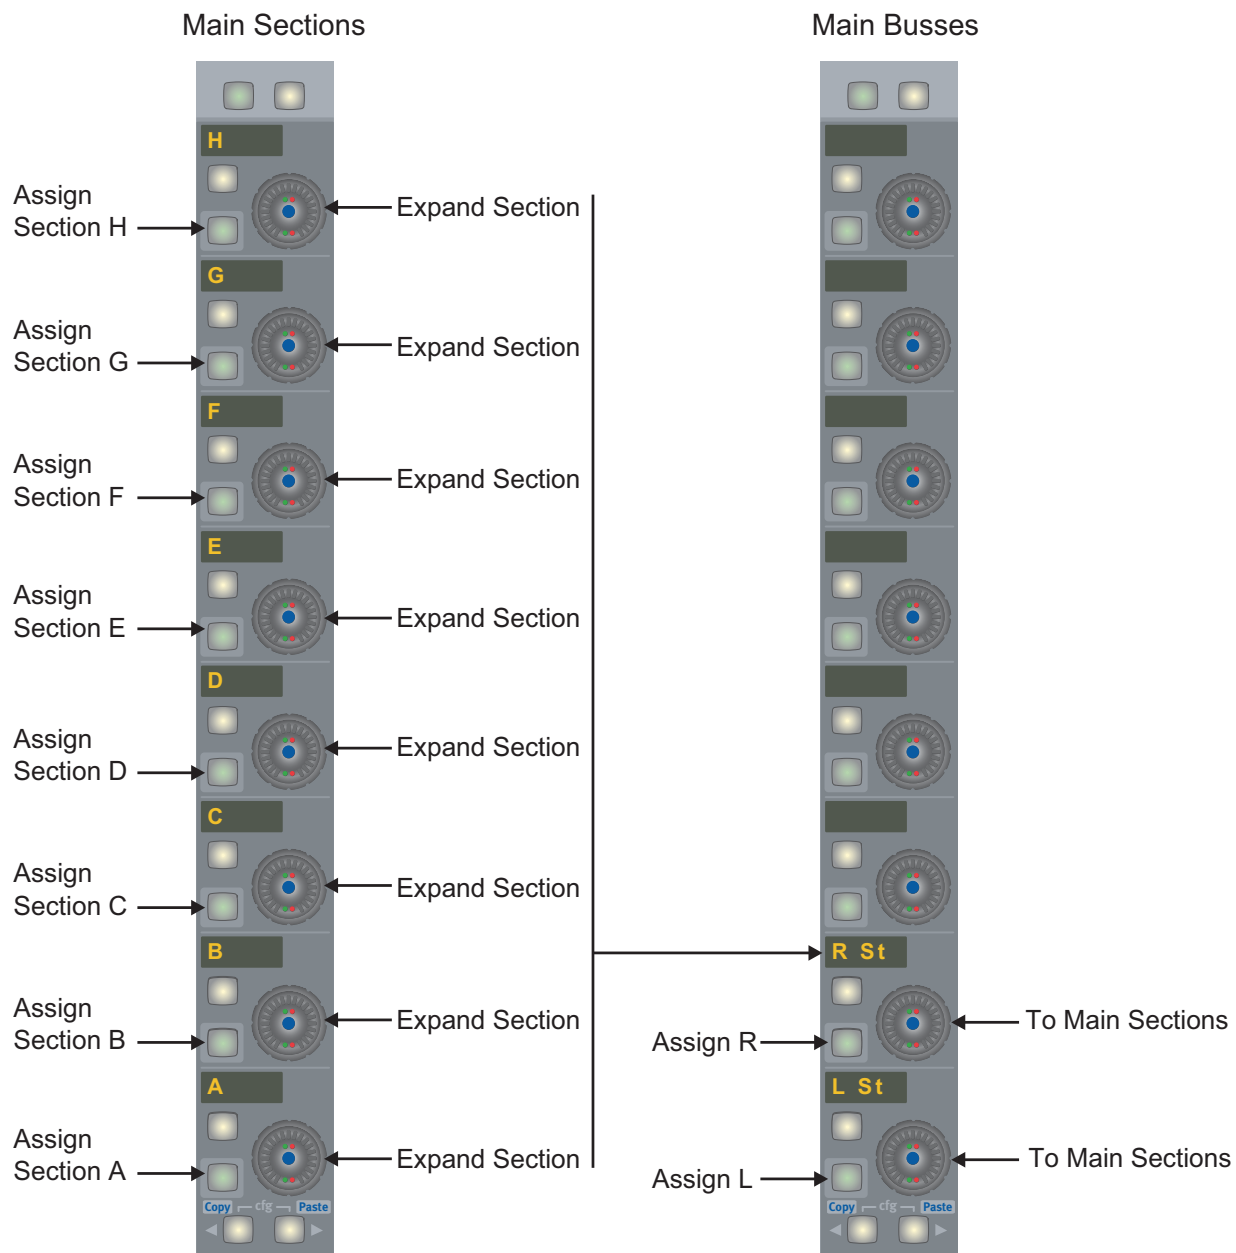 Main Sections
Main Busses
H
Assign
Section H
Expand Section
G
Assign
Section G
Expand Section
F
Assign
Section F
Expand Section
E
Assign
Section E
Expand Section
D
Assign
Section D
Expand Section
C
Assign
Section C
Expand Section
B
Assign
Section B
Expand Section
A
Assign
Section A
Expand Section
Copy cfg Paste
R St
Assign R
To Main Sections
L St
Assign L
To Main Sections
Copy cfg Paste